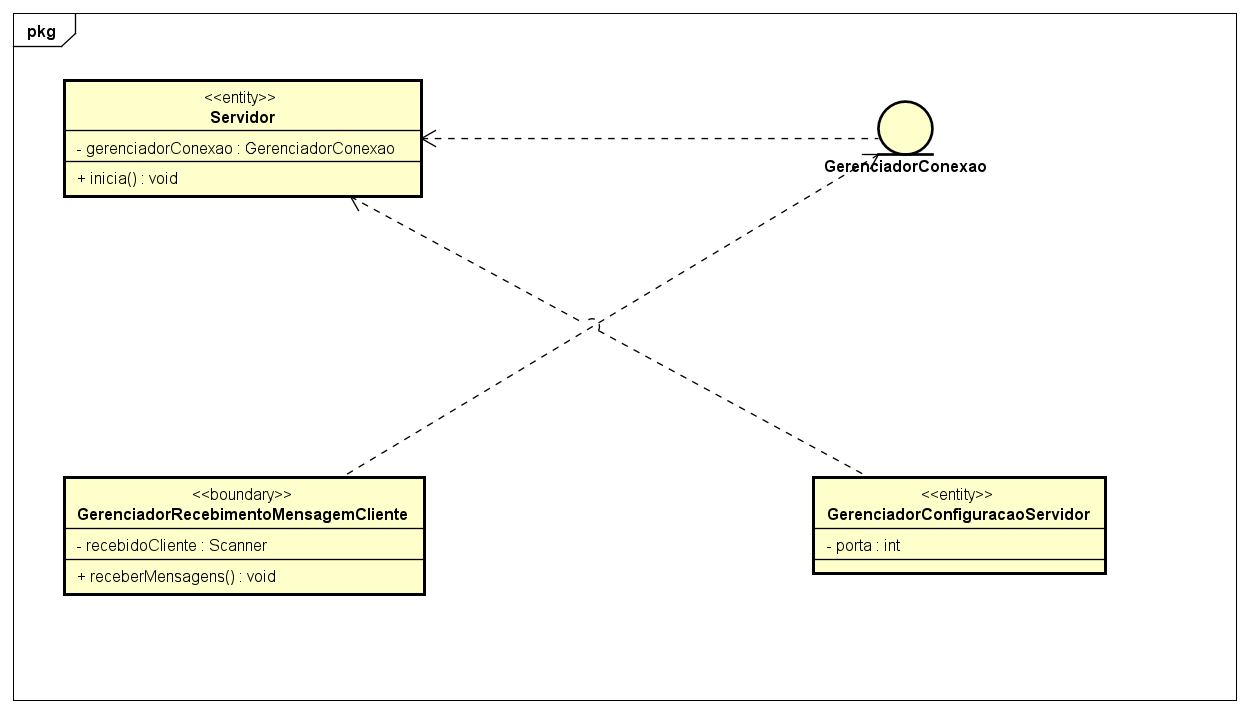 pkg
<<entity>>
Servidor
- gerenciadorConexao : GerenciadorConexao
+ inicia() : void
GerenciadorConexao
<<boundary>>
GerenciadorRecebimentoMensagemCliente
- recebidoCliente : Scanner
+ receberMensagens() : void
<<entity>>
GerenciadorConfiguracaoServidor
- porta : int